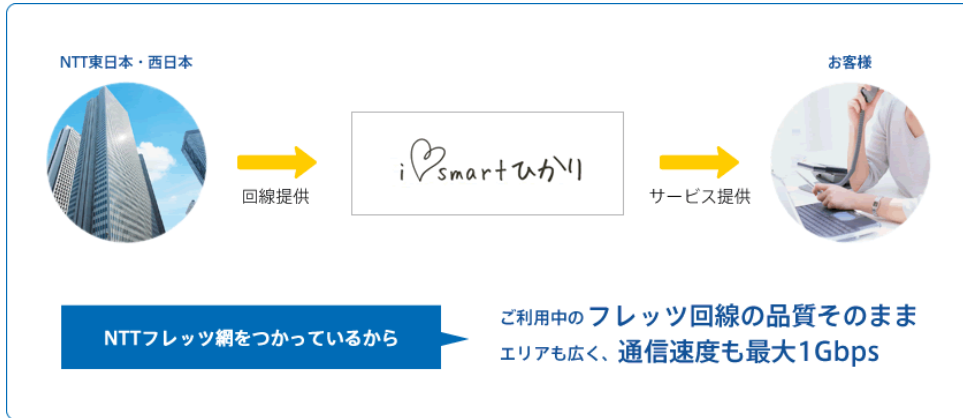 NTT東日本・西日本
お客様
回線提供
i♡smartひかり
サービス提供
NTTフレッツ網をつかっているから
ご利用中のフレッツ回線の品質そのまま
エリアも広く、通信速度も最大1Gbps